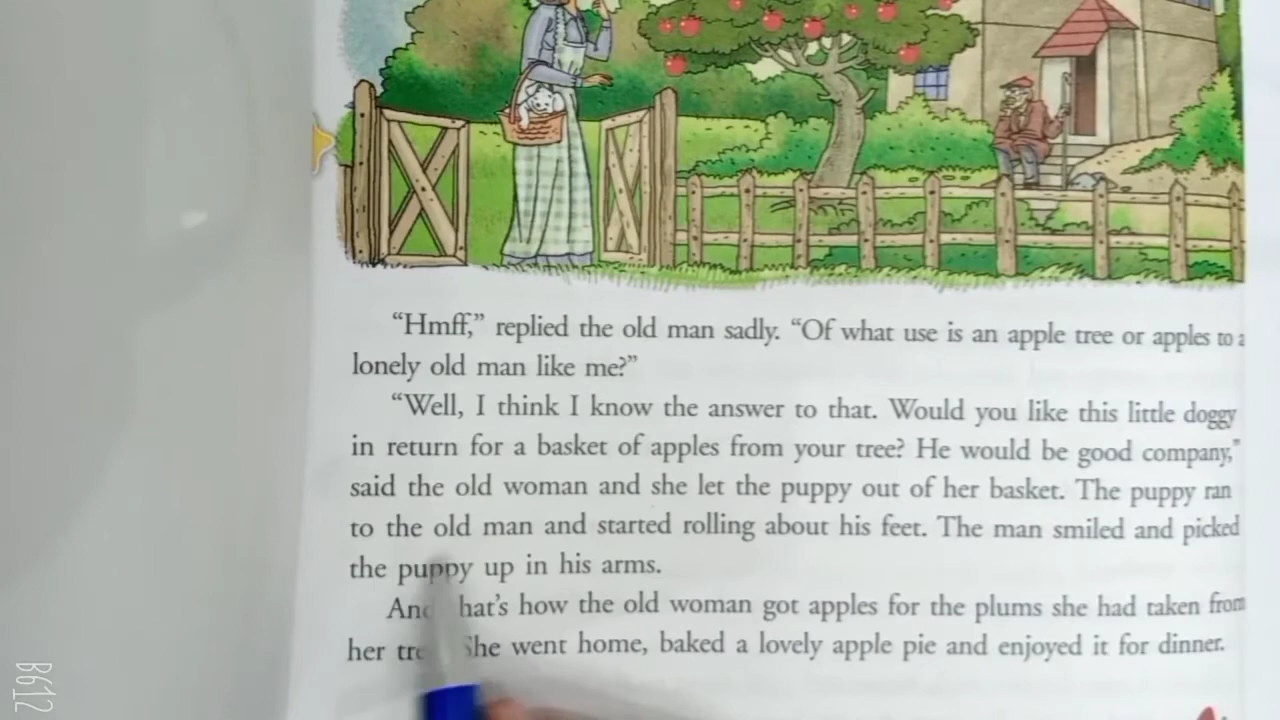 “Hmff,” replied the old man sadly. “Of what use is an apple tree or apples to a
lonely old man like me?”
“Well, I think I know the answer to that. Would you like this little doggy
in return for a basket of apples from your tree? He would be good company,”
said the old woman and she let the puppy out of her basket. The puppy ran
to the old man and started rolling about his feet. The man smiled and picked
the puppy up in his arms.
And that’s how the old woman got apples for the plums she had taken from
her She went home, baked a lovely apple pie and enjoyed it for dinner.
B612